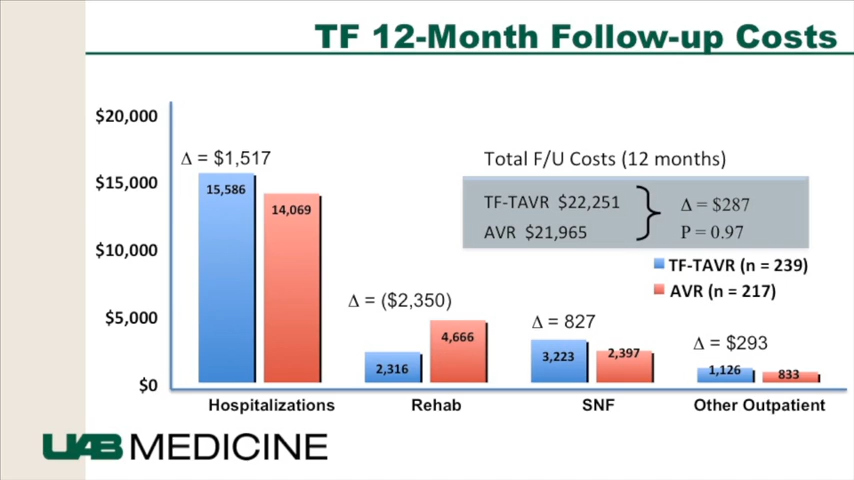 TF 12-Month Follow-up Costs
$20,000
$15,000
$10,000
$5,000
$0
Δ = $1,517
15,586
14,069
Δ = ($2,350)
2,316
4,666
Δ = 827
3,223
2,397
Δ = $293
1,126
833
Total F/U Costs (12 months)
TF-TAVR $22,251
AVR $21,965
Δ = $287
P = 0.97
TF-TAVR (n = 239)
AVR (n = 217)
Hospitalizations
Rehab
SNF
Other Outpatient
UAB MEDICINE